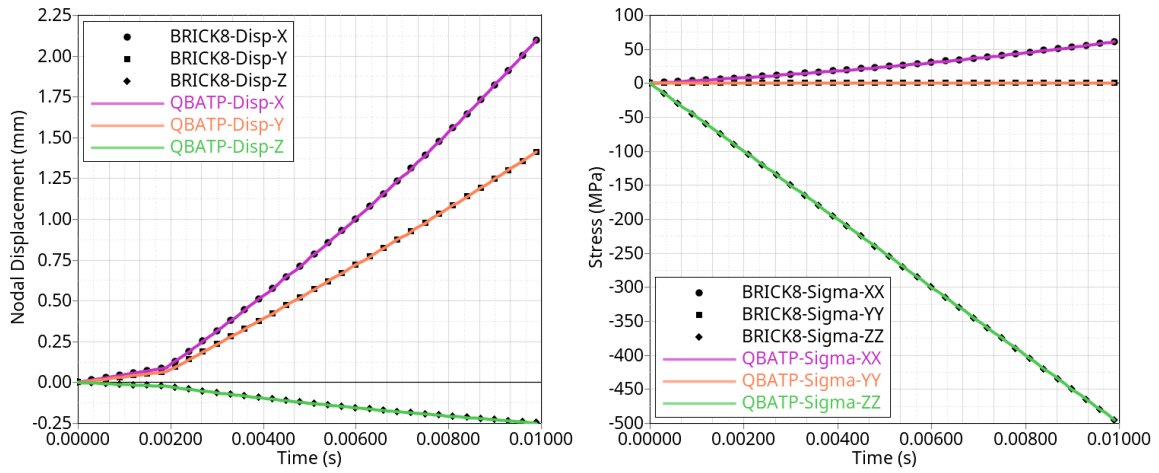 2.25
2.00
1.75
1.50
1.25
1.00
0.75
0.50
0.25
0.00
-0.25
Nodal Displacement (mm)
BRICK8-Disp-X
BRICK8-Disp-Y
BRICK8-Disp-Z
QBATP-Disp-X
QBATP-Disp-Y
QBATP-Disp-Z
0.00000 0.00200 0.00400 0.00600 0.00800 0.01000
Time (s)
100
50
0
-50
-100
-150
-200
-250
-300
-350
-400
-450
-500
Stress (MPa)
BRICK8-Sigma-XX
BRICK8-Sigma-YY
BRICK8-Sigma-ZZ
QBATP-Sigma-XX
QBATP-Sigma-YY
QBATP-Sigma-ZZ
0.00000 0.00200 0.00400 0.00600 0.00800 0.01000
Time (s)